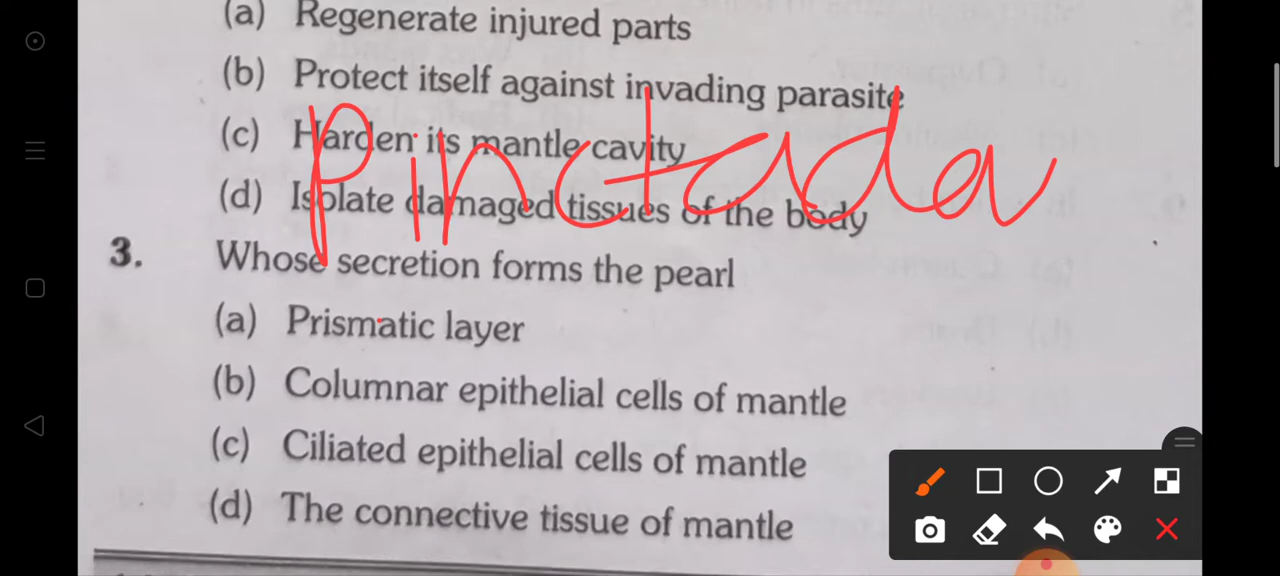 (a) Regenerate injured parts
(b) Protect itself against invading parasite
(c) Harden its mantle cavity
Pinctada
(d) Isolate damaged tissues of the body
3. Whose secretion forms the pearl
(a) Prismatic layer
(b) Columnar epithelial cells of mantle
(c) Ciliated epithelial cells of mantle
(d) The connective tissue of mantle